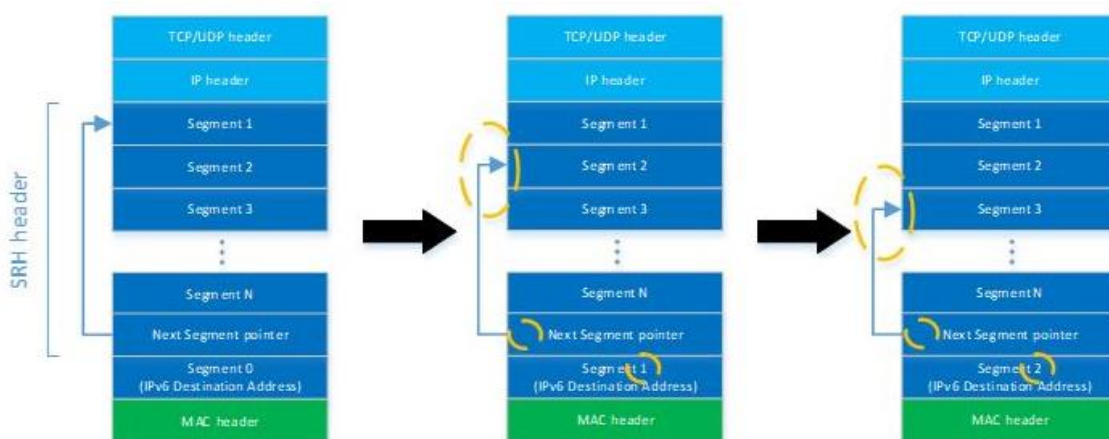 SRH header
TCP/UDP header
IP header
Segment 1
Segment 2
Segment 3
Segment N
Next Segment pointer
Segment 0
(IPv6 Destination Address)
MAC header
TCP/UDP header
IP header
Segment 1
Segment 2
Segment 3
Segment N
Next Segment pointer
Segment 1
(IPv6 Destination Address)
MAC header
TCP/UDP header
IP header
Segment 1
Segment 2
Segment 3
Segment N
Next Segment pointer
Segment 2
(IPv6 Destination Address)
MAC header